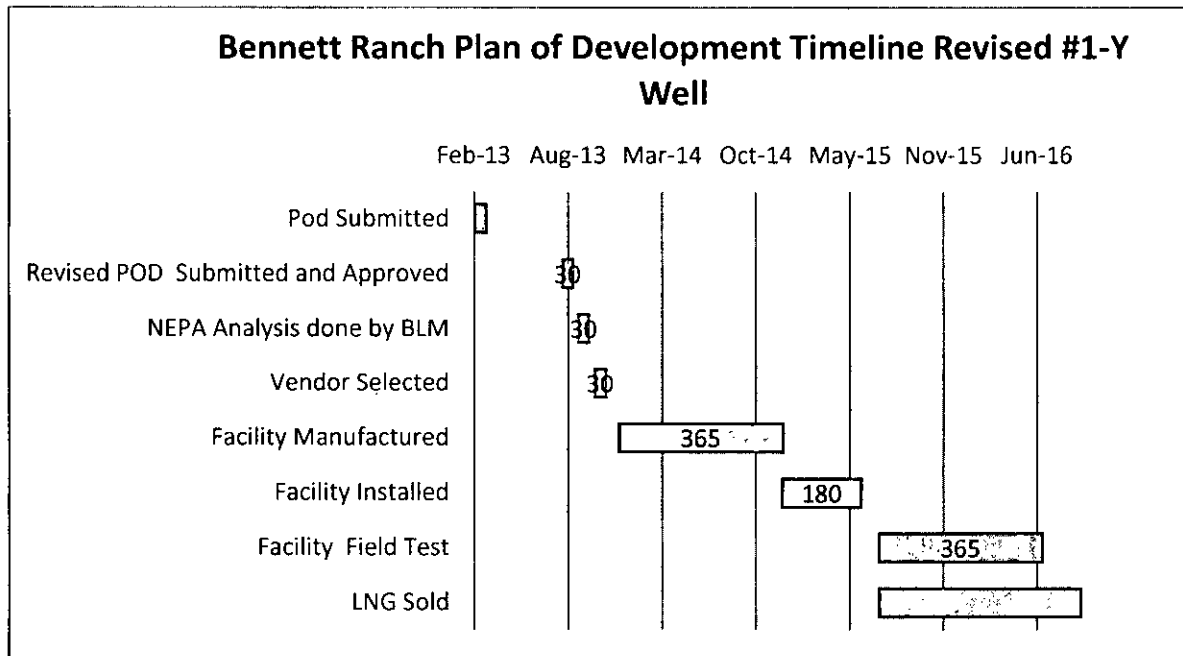 Bennett Ranch Plan of Development Timeline Revised #1-Y
Well
Feb-13 Aug-13 Mar-14 Oct-14 May-15 Nov-15 Jun-16
Pod Submitted
Revised POD Submitted and Approved 30
NEPA Analysis done by BLM 30
Vendor Selected 30
Facility Manufactured 365
Facility Installed 180
Facility Field Test 365
LNG Sold